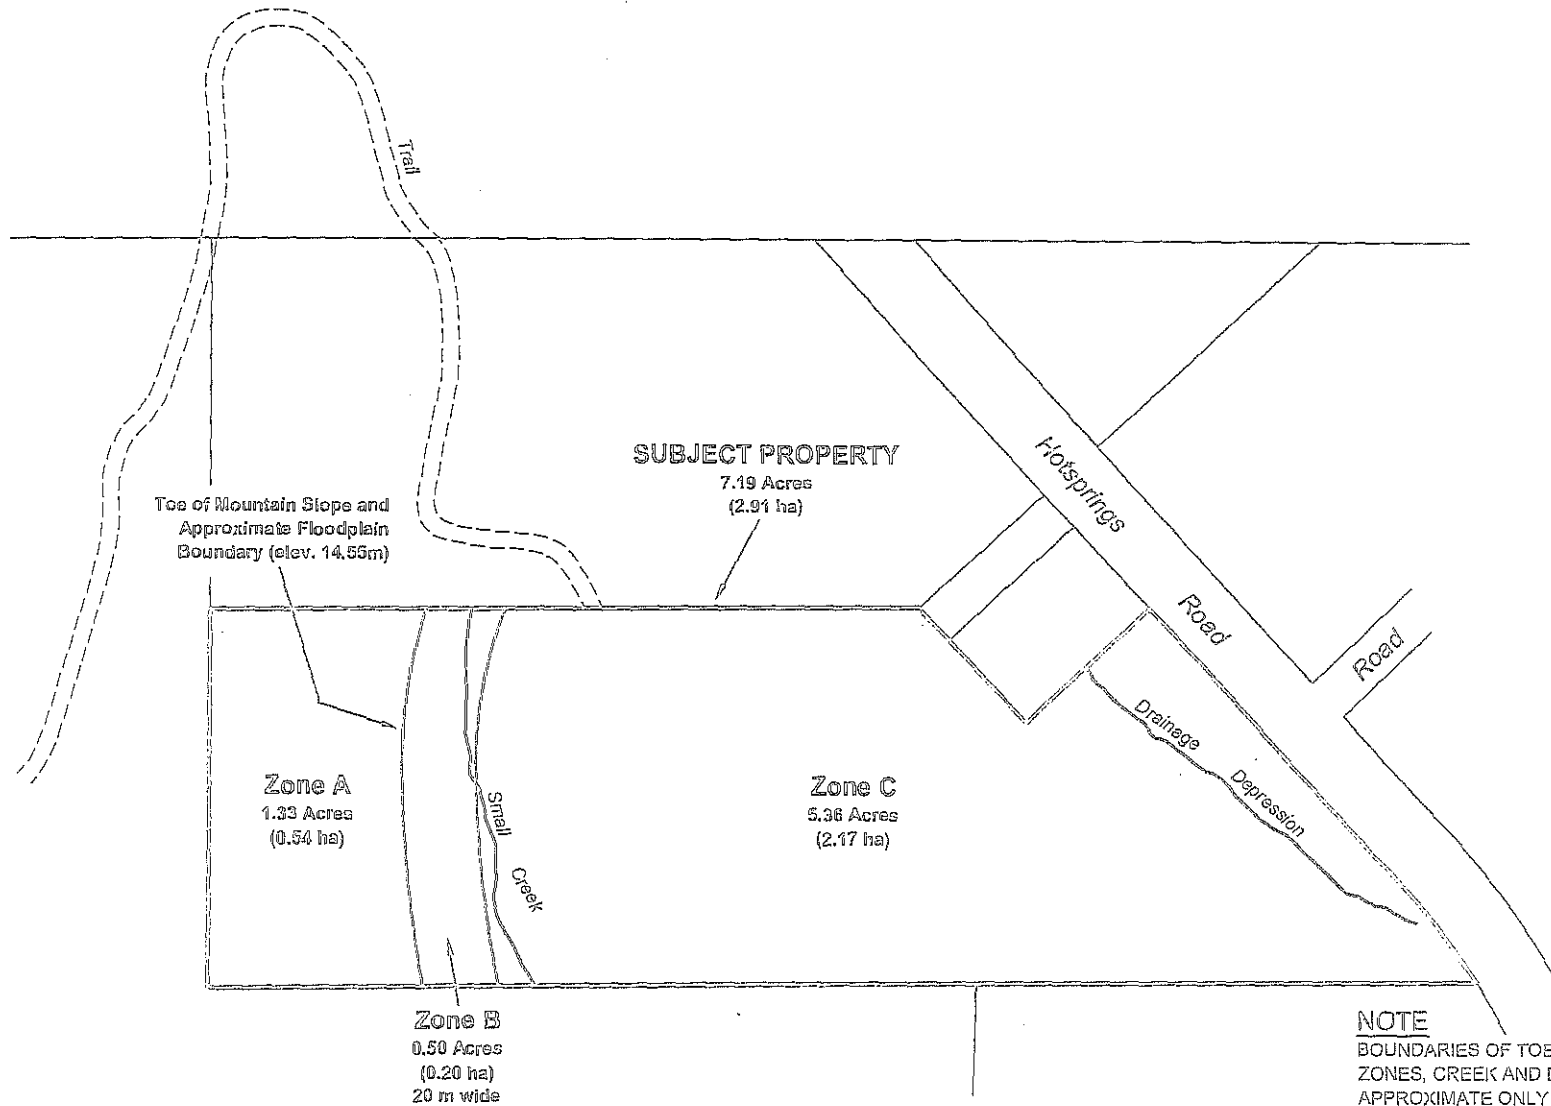 Trail
SUBJECT PROPERTY
7.19 Acres
(2.91 ha)
Toe of Mountain Slope and
Approximate Floodplain
Boundary (elev. 14.55m)
Hotsprings
Road
Road
Drainage
Depression
Zone A
1.33 Acres
(0.54 ha)
Small
Creek
Zone C
5.36 Acres
(2.17 ha)
Zone B
0.50 Acres
(0.20 ha)
20 m wide
NOTE
BOUNDARIES OF TOE
ZONES, CREEK AND
APPROXIMATE ONLY